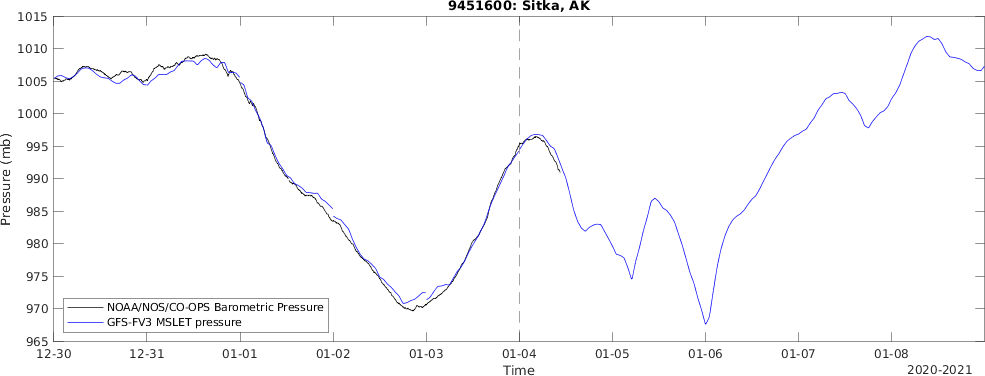 9451600: Sitka, AK
1015
1010
1005
1000
995
990
985
980
975
970
965
Pressure (mb)
NOAA/NOS/CO-OPS Barometric Pressure
GFS-FV3 MSLET pressure
12-30 12-31 01-01 01-02 01-03 01-04 01-05 01-06 01-07 01-08
Time
2020-2021